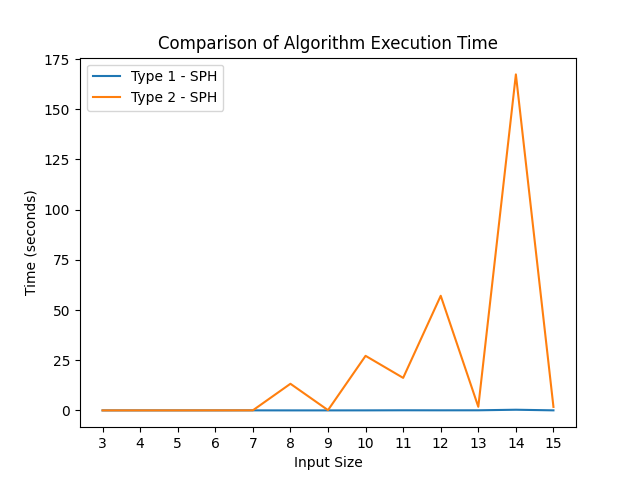 Comparison of Algorithm Execution Time
Type 1 - SPH
Type 2 - SPH
Time (seconds)
175
150
125
100
75
50
25
0
3 4 5 6 7 8 9 10 11 12 13 14 15
Input Size